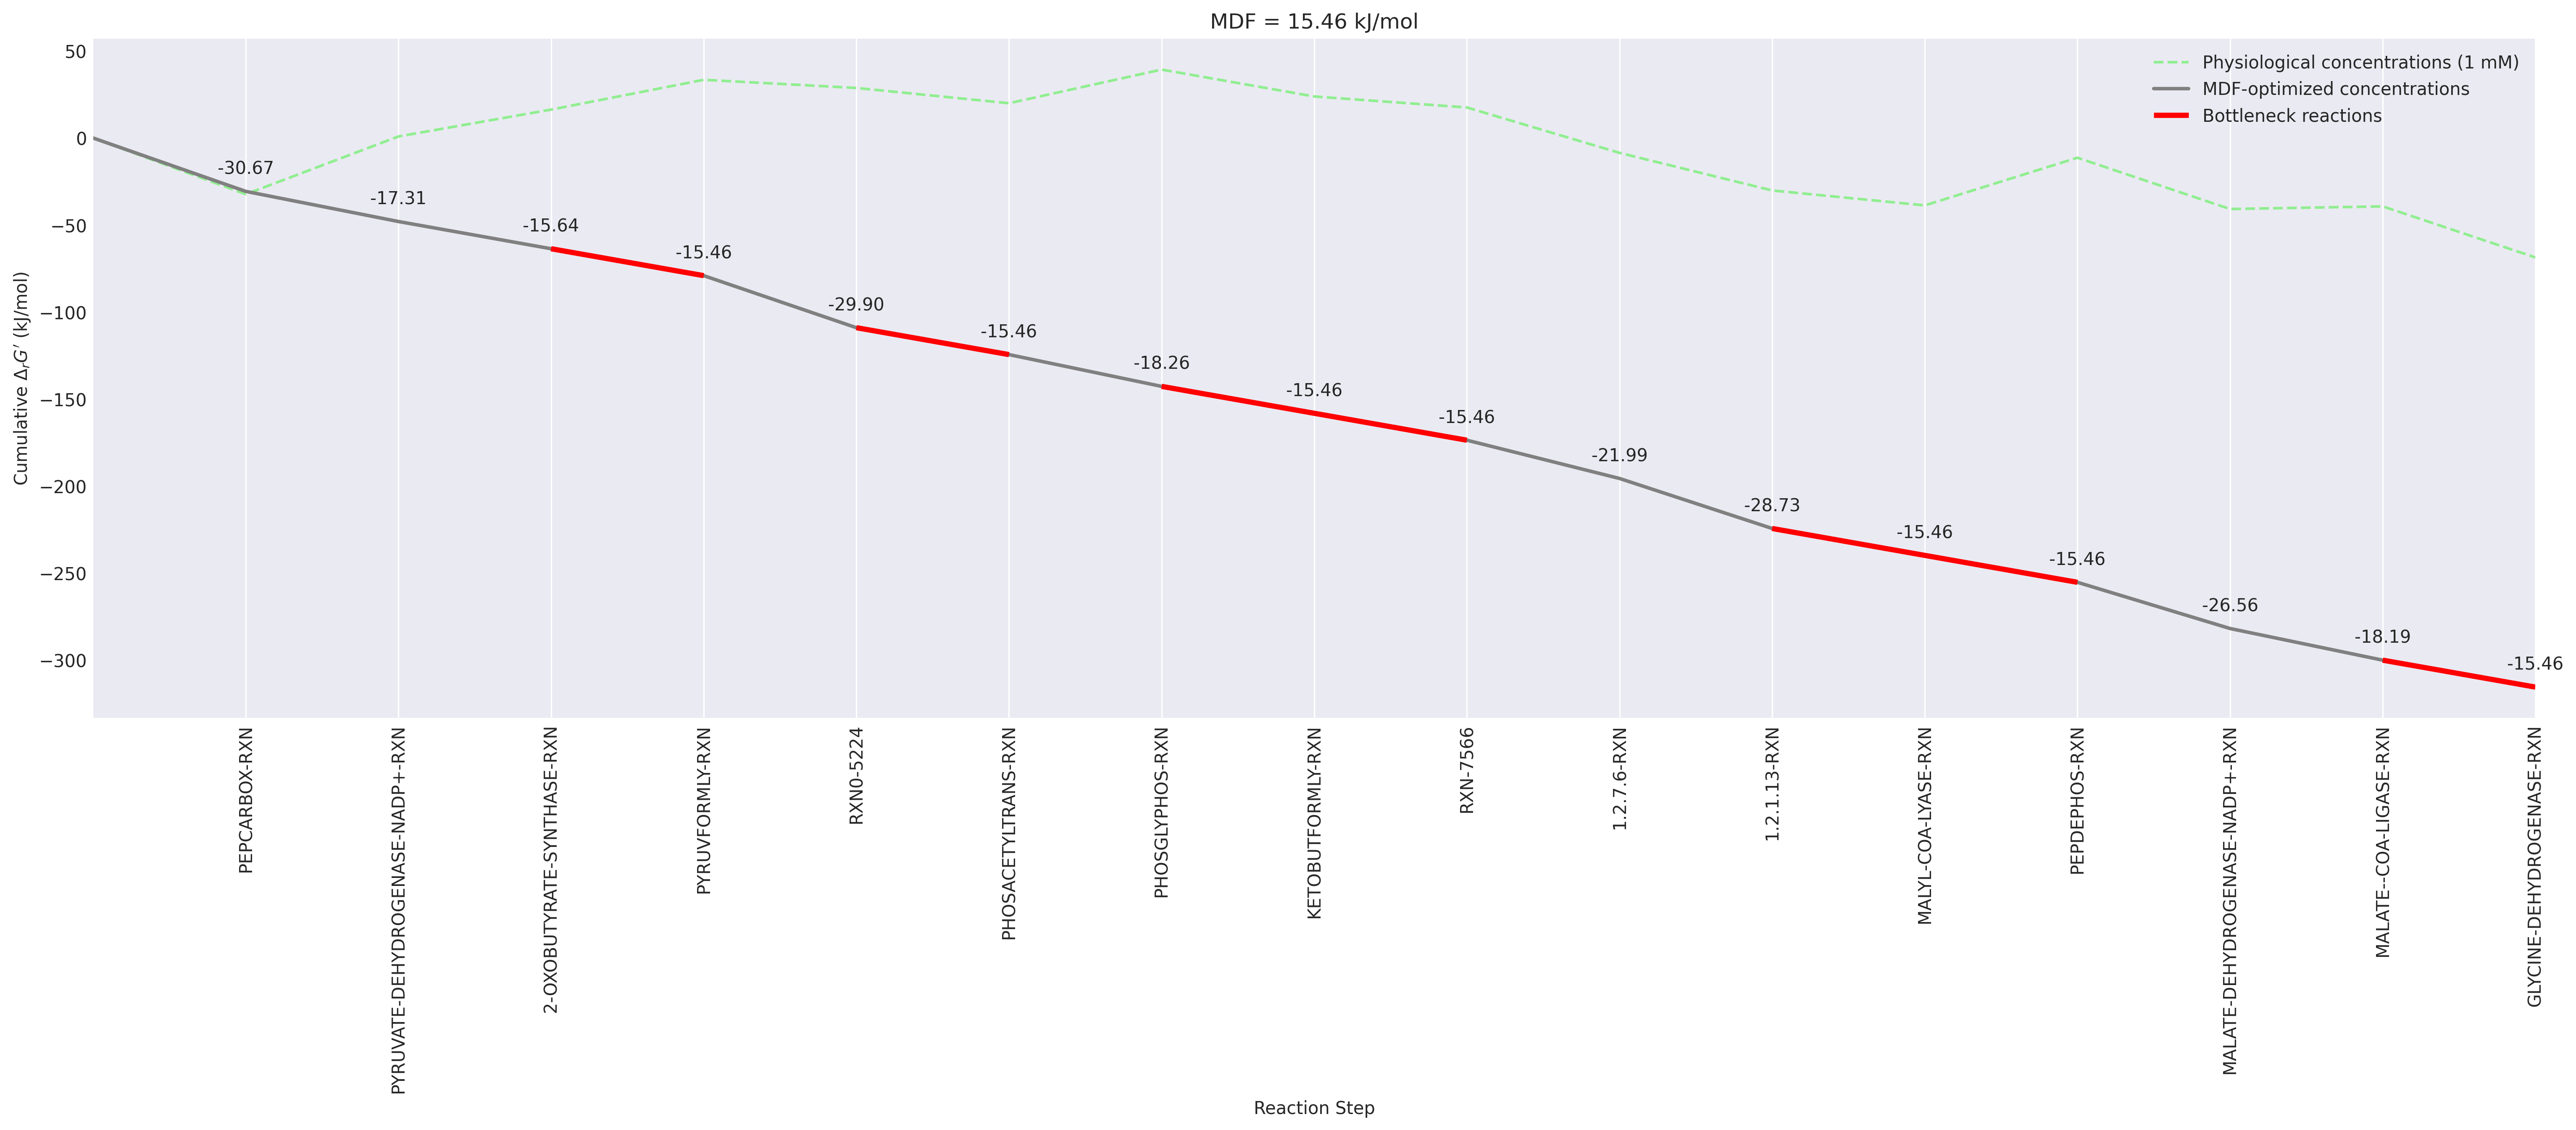 MDF = 15.46 kJ/mol
Physiological concentrations (1 mM)
MDF-optimized concentrations
Bottleneck reactions
Cumulative ΔrG′ (kJ/mol)
50
0
−50
−100
−150
−200
−250
−300
-30.67
-17.31
-15.64
-15.46
-29.90
-15.46
-18.26
-15.46
-15.46
-21.99
-28.73
-15.46
-15.46
-26.56
-18.19
-15.46
PEPCARBOX-RXN
PYRUVATE-DEHYDROGENASE-NADP+-RXN
2-OXOBUTYRATE-SYNTHASE-RXN
PYRUVFORMLY-RXN
RXN0-5224
PHOSACETYLTRANS-RXN
PHOSGLYPHOS-RXN
KETOBUTFORMLY-RXN
RXN-7566
1.2.7.6-RXN
1.2.1.13-RXN
MALYL-COA-LYASE-RXN
PEPDEPHOS-RXN
MALATE-DEHYDROGENASE-NADP+-RXN
MALATE--COA-LIGASE-RXN
GLYCINE-DEHYDROGENASE-RXN
Reaction Step